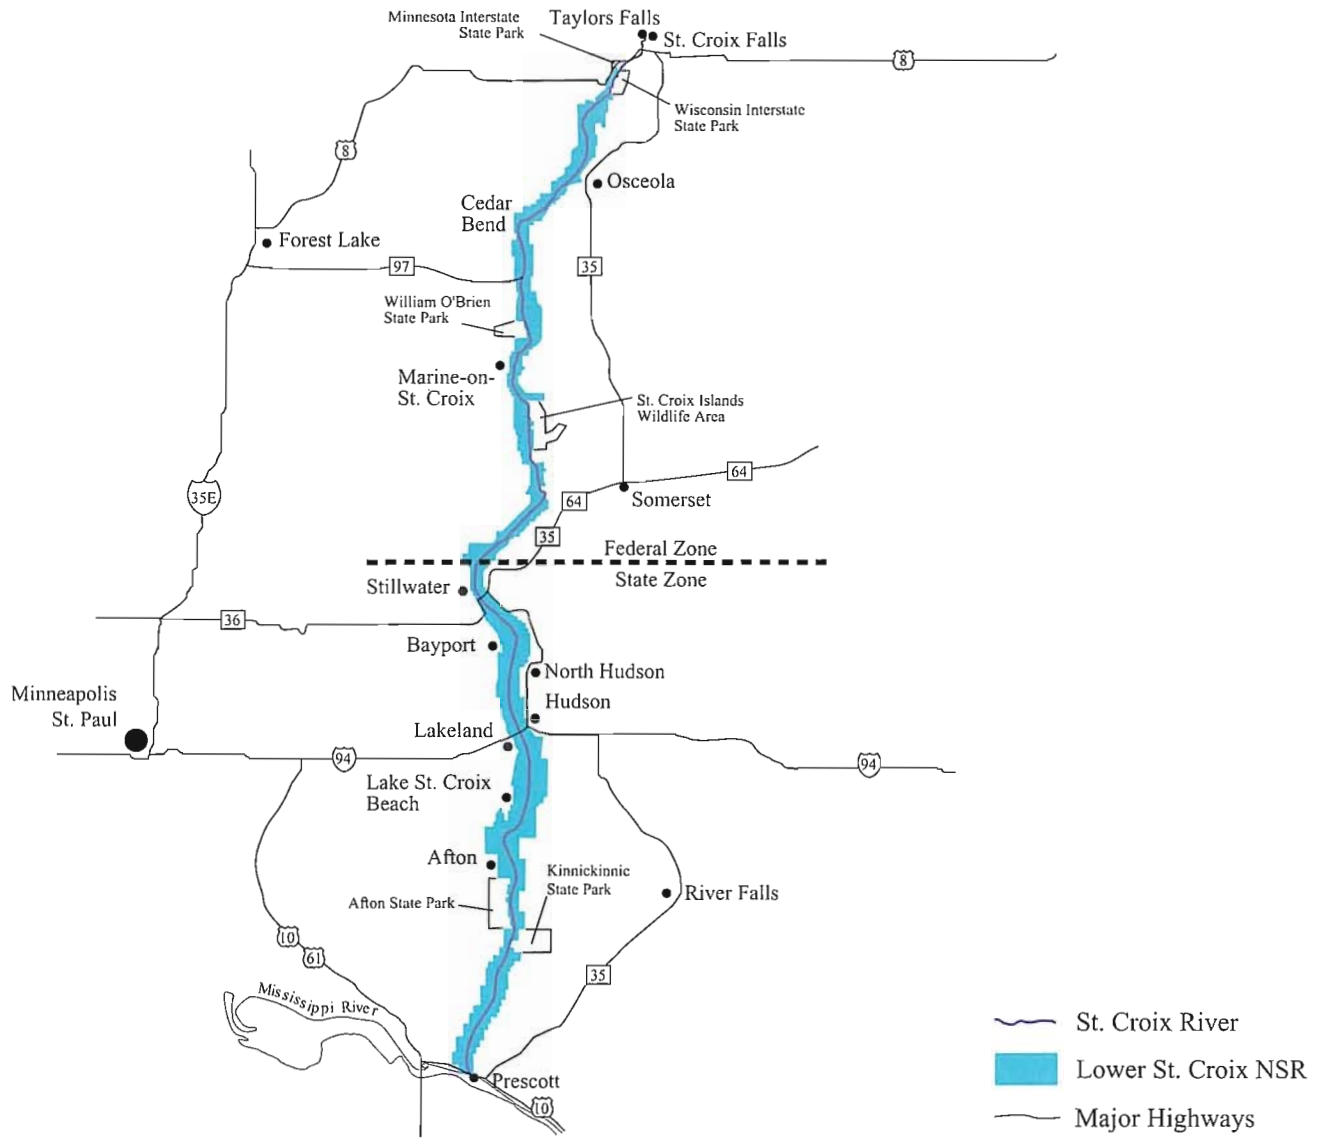 Minnesota Interstate
State Park
Taylors Falls
St. Croix Falls
8
Wisconsin Interstate
State Park
8
Osceola
Cedar
Bend
Forest Lake
97
35
William O'Brien
State Park
Marine-on-
St. Croix
St. Croix Islands
Wildlife Area
64
35E
64
Somerset
35
Federal Zone
State Zone
Stillwater
36
Bayport
North Hudson
Minneapolis
St. Paul
Hudson
Lakeland
94
94
Lake St. Croix
Beach
Afton
Kinnickinnic
State Park
River Falls
Afton State Park
10
61
35
Mississippi River
Prescott
10
St. Croix River
Lower St. Croix NSR
Major Highways